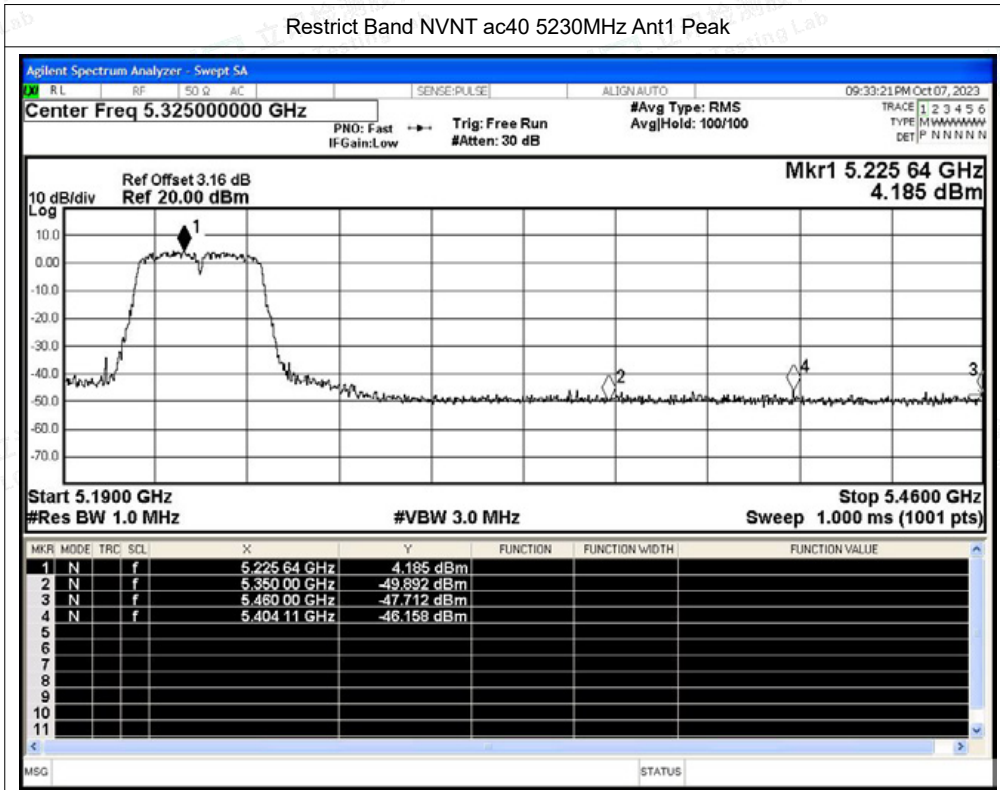 Restrict Band NVNT ac40 5230MHz Ant1 Peak
Agilent Spectrum Analyzer - Swept SA
RL RF 50 Ω AC SENSE:PULSE ALIGN AUTO 09:33:21 PM Oct 07, 2023
Center Freq 5.325000000 GHz #Avg Type: RMS TRACE 1 2 3 4 5 6
PNO: Fast Trig: Free Run Avg|Hold: 100/100 TYPE MWWWWW
IFGain:Low #Atten: 30 dB DET P N N N N N
Mkr1 5.225 64 GHz
4.185 dBm
Ref Offset 3.16 dB
10 dB/div Ref 20.00 dBm
Log
1
10.0
0.00
-10.0
-20.0
-30.0
-40.0
2 4 3
-50.0
-60.0
-70.0
Start 5.1900 GHz Stop 5.4600 GHz
#Res BW 1.0 MHz #VBW 3.0 MHz Sweep 1.000 ms (1001 pts)
MKR MODE TRC SCL X Y FUNCTION FUNCTION WIDTH FUNCTION VALUE
1 N f 5.225 64 GHz 4.185 dBm
2 N f 5.350 00 GHz -49.892 dBm
3 N f 5.460 00 GHz -47.712 dBm
4 N f 5.404 11 GHz -46.158 dBm
5
6
7
8
9
10
11
MSG STATUS